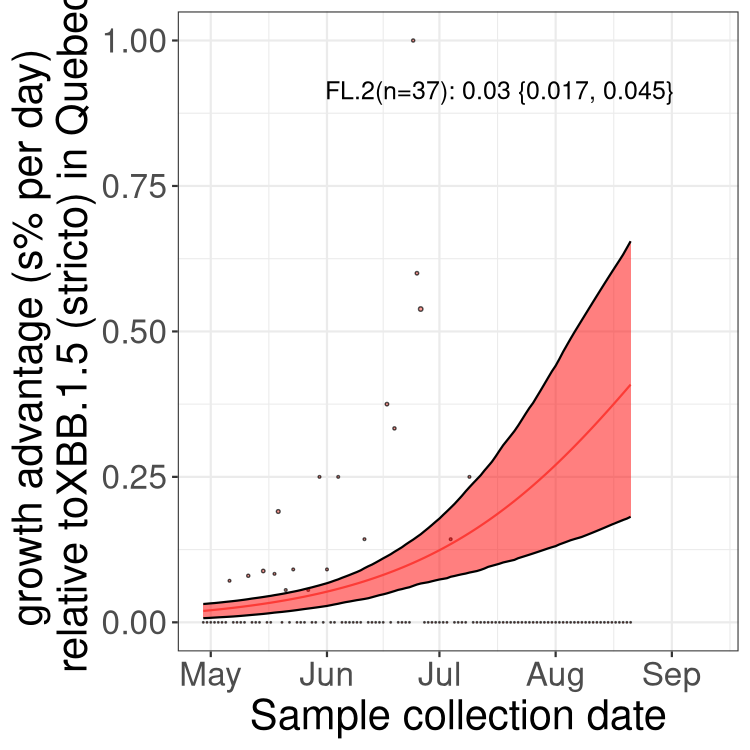 growth advantage (s% per day)
relative toXBB.1.5 (stricto) in Quebec
1.00
0.75
0.50
0.25
0.00
FL.2(n=37): 0.03 {0.017, 0.045}
May Jun Jul Aug Sep
Sample collection date